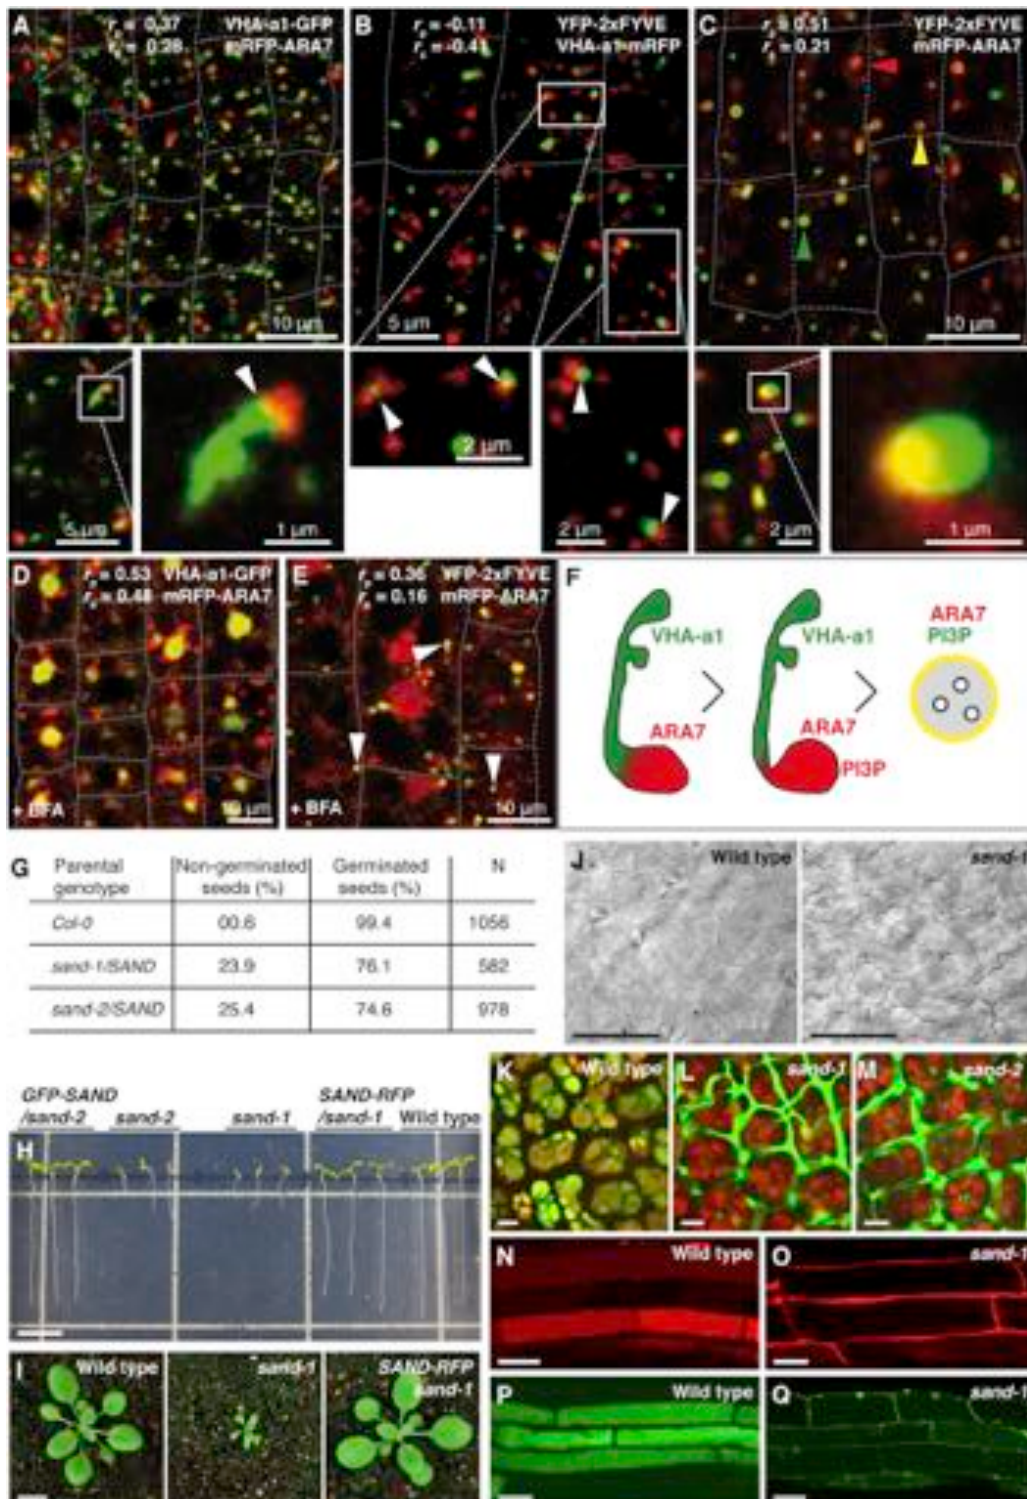 A
rp = 0.37 VHA-a1-GFP
rs = 0.28 mRFP-ARA7
10 µm
B
rp = -0.11 YFP-2xFYVE
rs = -0.41 VHA-a1-mRFP
5 µm
C
rp = 0.51 YFP-2xFYVE
rs = 0.21 mRFP-ARA7
10 µm
5 µm
1 µm
2 µm
2 µm
2 µm
1 µm
D
rp = 0.53 VHA-a1-GFP
rs = 0.48 mRFP-ARA7
+ BFA
10 µm
E
rp = 0.36 YFP-2xFYVE
rs = 0.16 mRFP-ARA7
+ BFA
10 µm
F
VHA-a1
ARA7
VHA-a1
ARA7
PI3P
ARA7
PI3P
G
Parental genotype Non-germinated seeds (%) Germinated seeds (%) N
Col-0 00.6 99.4 1056
sand-1/SAND 23.9 76.1 582
sand-2/SAND 25.4 74.6 978
J
Wild type
sand-1
GFP-SAND
/sand-2 sand-2 sand-1
SAND-RFP
/sand-1 Wild type
H
K
Wild type
L
sand-1
M
sand-2
N
Wild type
O
sand-1
I
Wild type
sand-1
SAND-RFP
sand-1
P
Wild type
Q
sand-1